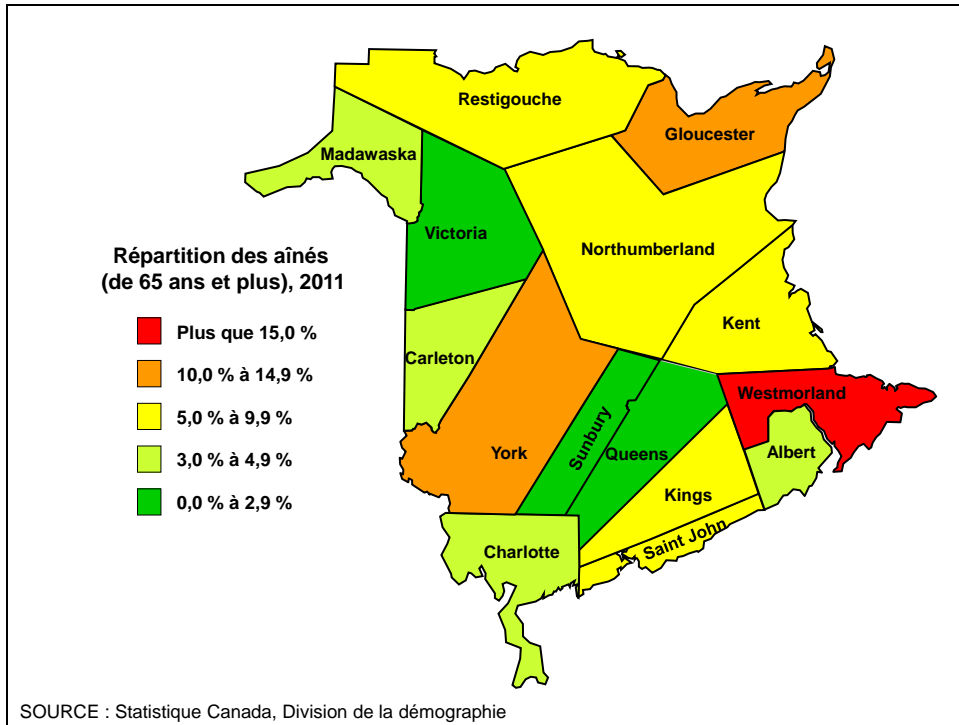 Restigouche
Gloucester
Madawaska
Victoria
Northumberland
Répartition des aînés
(de 65 ans et plus), 2011
Plus que 15,0 %
10,0 % à 14,9 %
5,0 % à 9,9 %
3,0 % à 4,9 %
0,0 % à 2,9 %
Kent
Carleton
Westmorland
York
Sunbury
Queens
Albert
Kings
Saint John
Charlotte
SOURCE : Statistique Canada, Division de la démographie